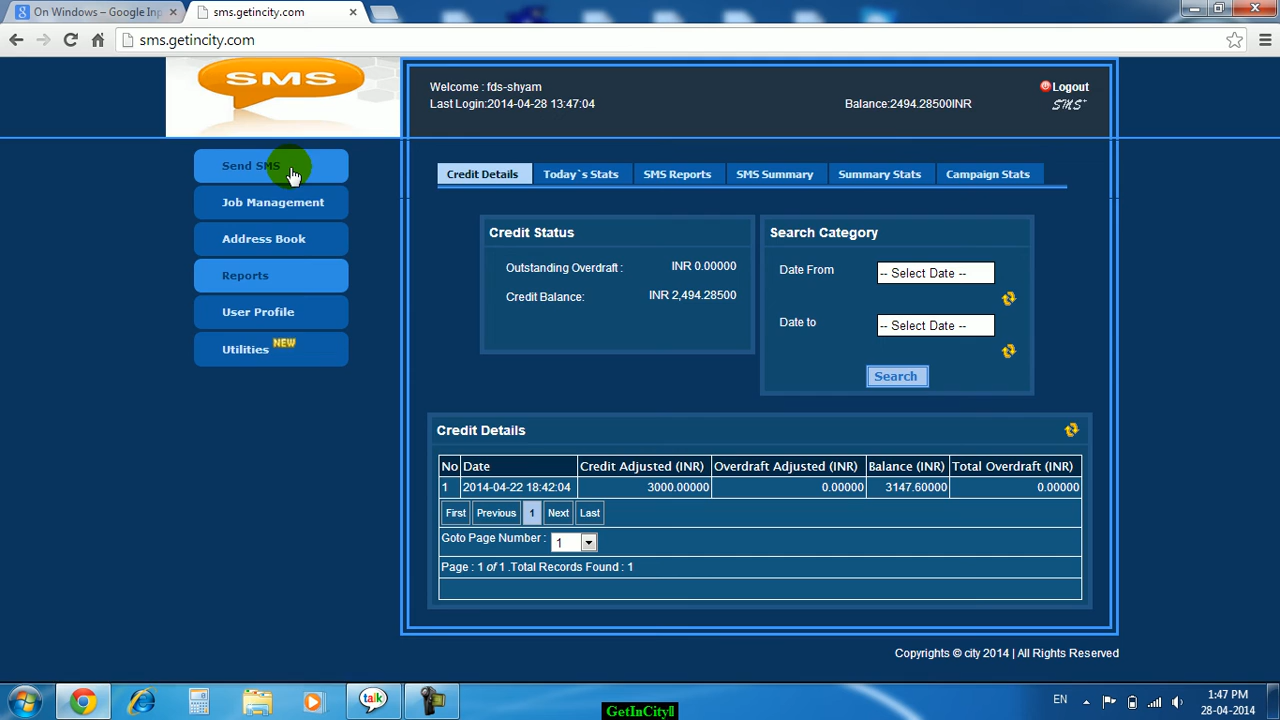 On Windows – Google Inp
sms.getincity.com
sms.getincity.com
SMS
Welcome : fds-shyam
Last Login:2014-04-28 13:47:04
Balance:2494.28500INR
Logout
SMS+
Send SMS
Job Management
Address Book
Reports
User Profile
Utilities NEW
Credit Details Today`s Stats SMS Reports SMS Summary Summary Stats Campaign Stats
Credit Status
Outstanding Overdraft : INR 0.00000
Credit Balance: INR 2,494.28500
Search Category
Date From -- Select Date --
Date to -- Select Date --
Search
Credit Details
No Date Credit Adjusted (INR) Overdraft Adjusted (INR) Balance (INR) Total Overdraft (INR)
1 2014-04-22 18:42:04 3000.00000 0.00000 3147.60000 0.00000
First Previous 1 Next Last
Goto Page Number : 1
Page : 1 of 1 .Total Records Found : 1
Copyrights © city 2014 | All Rights Reserved
talk
EN
1:47 PM
28-04-2014
GetInCity